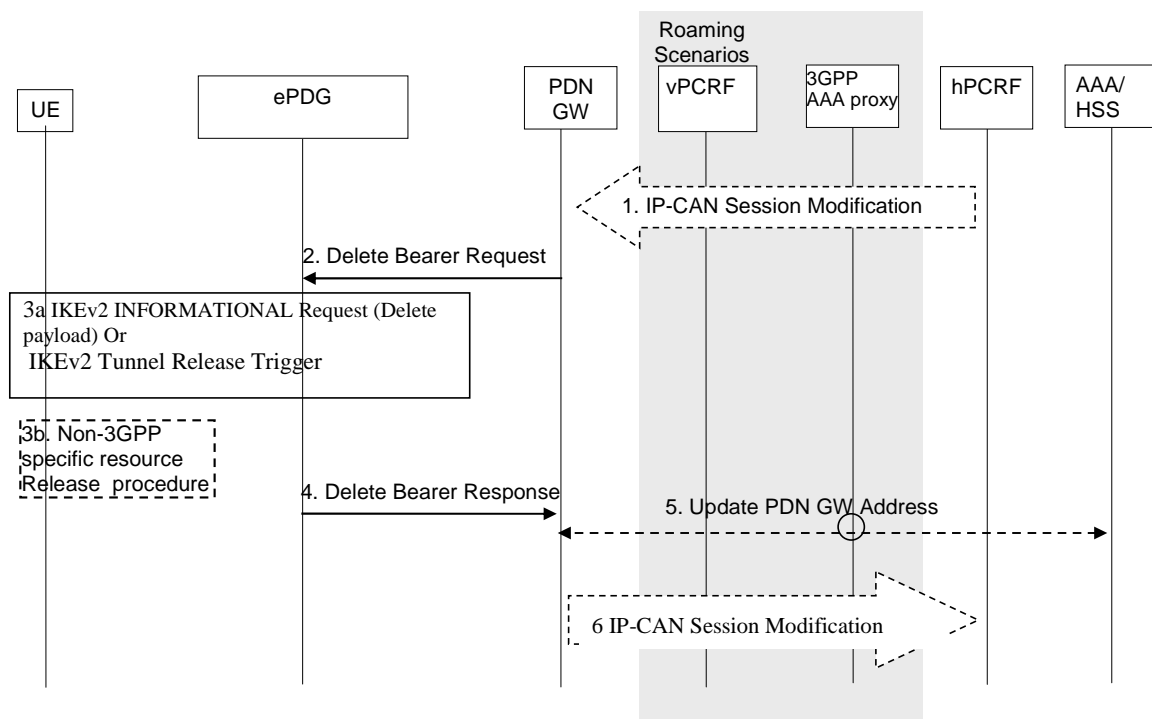 Roaming
Scenarios
UE
ePDG
PDN
GW
vPCRF
3GPP
AAA proxy
hPCRF
AAA/
HSS
1. IP-CAN Session Modification
2. Delete Bearer Request
3a IKEv2 INFORMATIONAL Request (Delete
payload) Or
IKEv2 Tunnel Release Trigger
3b. Non-3GPP
specific resource
Release procedure
4. Delete Bearer Response
5. Update PDN GW Address
6 IP-CAN Session Modification